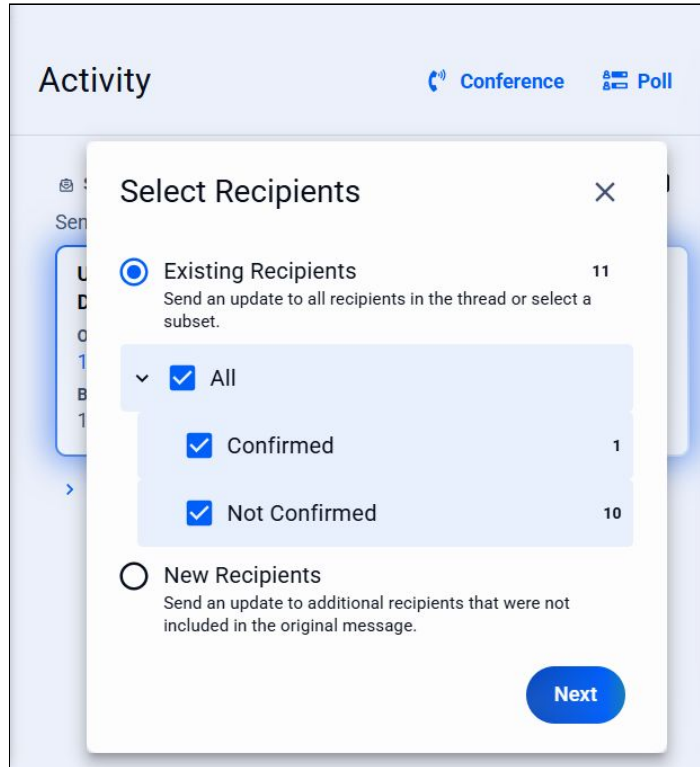 Activity
Conference
Poll
Select Recipients
Sen
Existing Recipients 11
Send an update to all recipients in the thread or select a
subset.
All
Confirmed 1
Not Confirmed 10
New Recipients
Send an update to additional recipients that were not
included in the original message.
Next